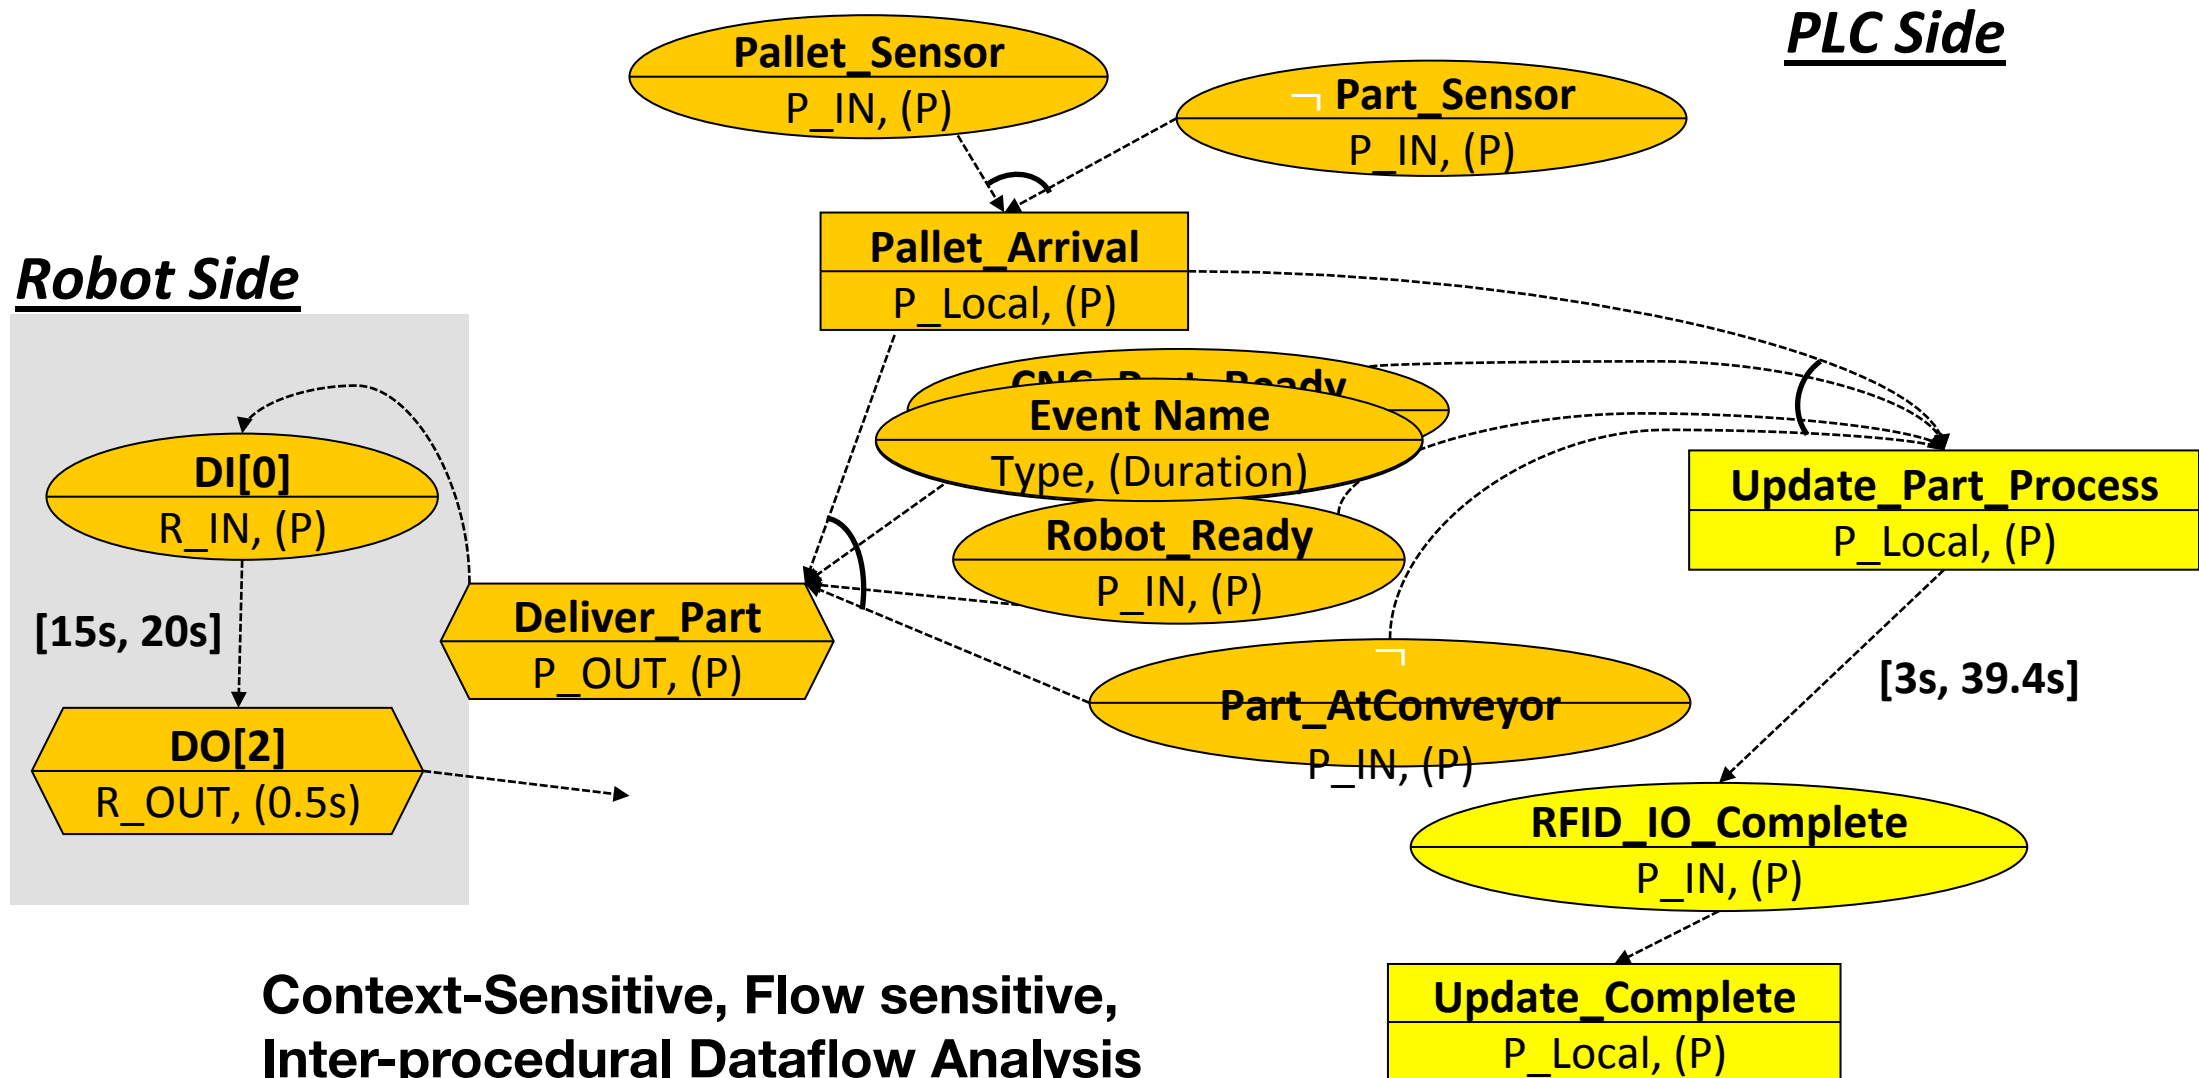 PLC Side
Pallet_Sensor
P_IN, (P)
¬ Part_Sensor
P_IN, (P)
Pallet_Arrival
P_Local, (P)
Robot Side
CNC_Part_Ready
Event Name
Type, (Duration)
DI[0]
R_IN, (P)
Update_Part_Process
P_Local, (P)
Robot_Ready
P_IN, (P)
[15s, 20s]
Deliver_Part
P_OUT, (P)
¬
Part_AtConveyor
P_IN, (P)
[3s, 39.4s]
DO[2]
R_OUT, (0.5s)
RFID_IO_Complete
P_IN, (P)
Update_Complete
P_Local, (P)
Context-Sensitive, Flow sensitive,
Inter-procedural Dataflow Analysis